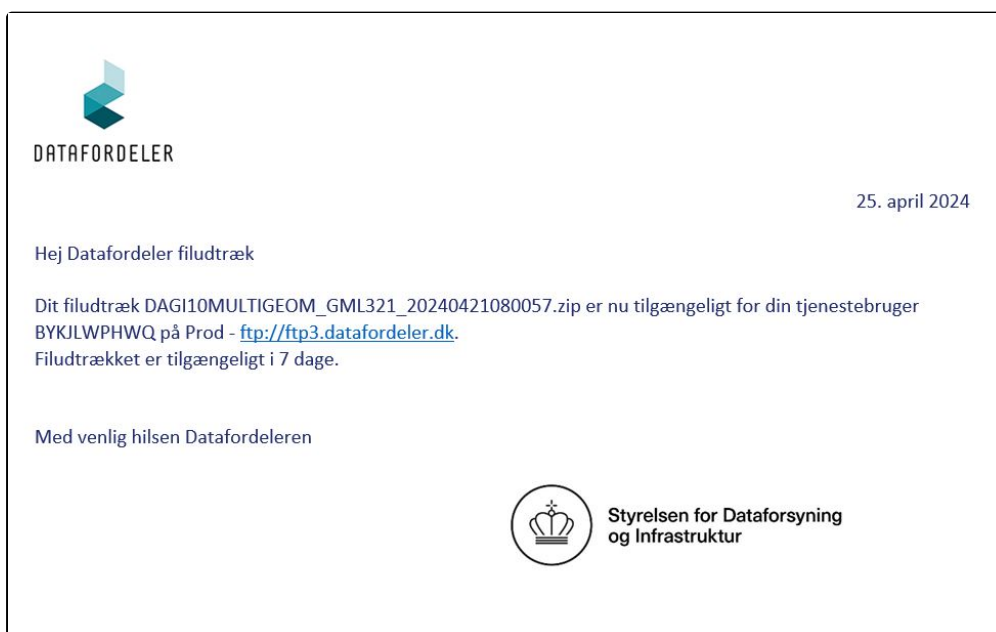 DATAFORDELER
25. april 2024
Hej Datafordeler filudtræk
Dit filudtræk DAGI10MULTIGEOM_GML321_20240421080057.zip er nu tilgængeligt for din tjenestebruger
BYKJLWPHWQ på Prod - ftp://ftp3.datafordeler.dk.
Filudtrækket er tilgængeligt i 7 dage.
Med venlig hilsen Datafordeleren
Styrelsen for Dataforsyning
og Infrastruktur